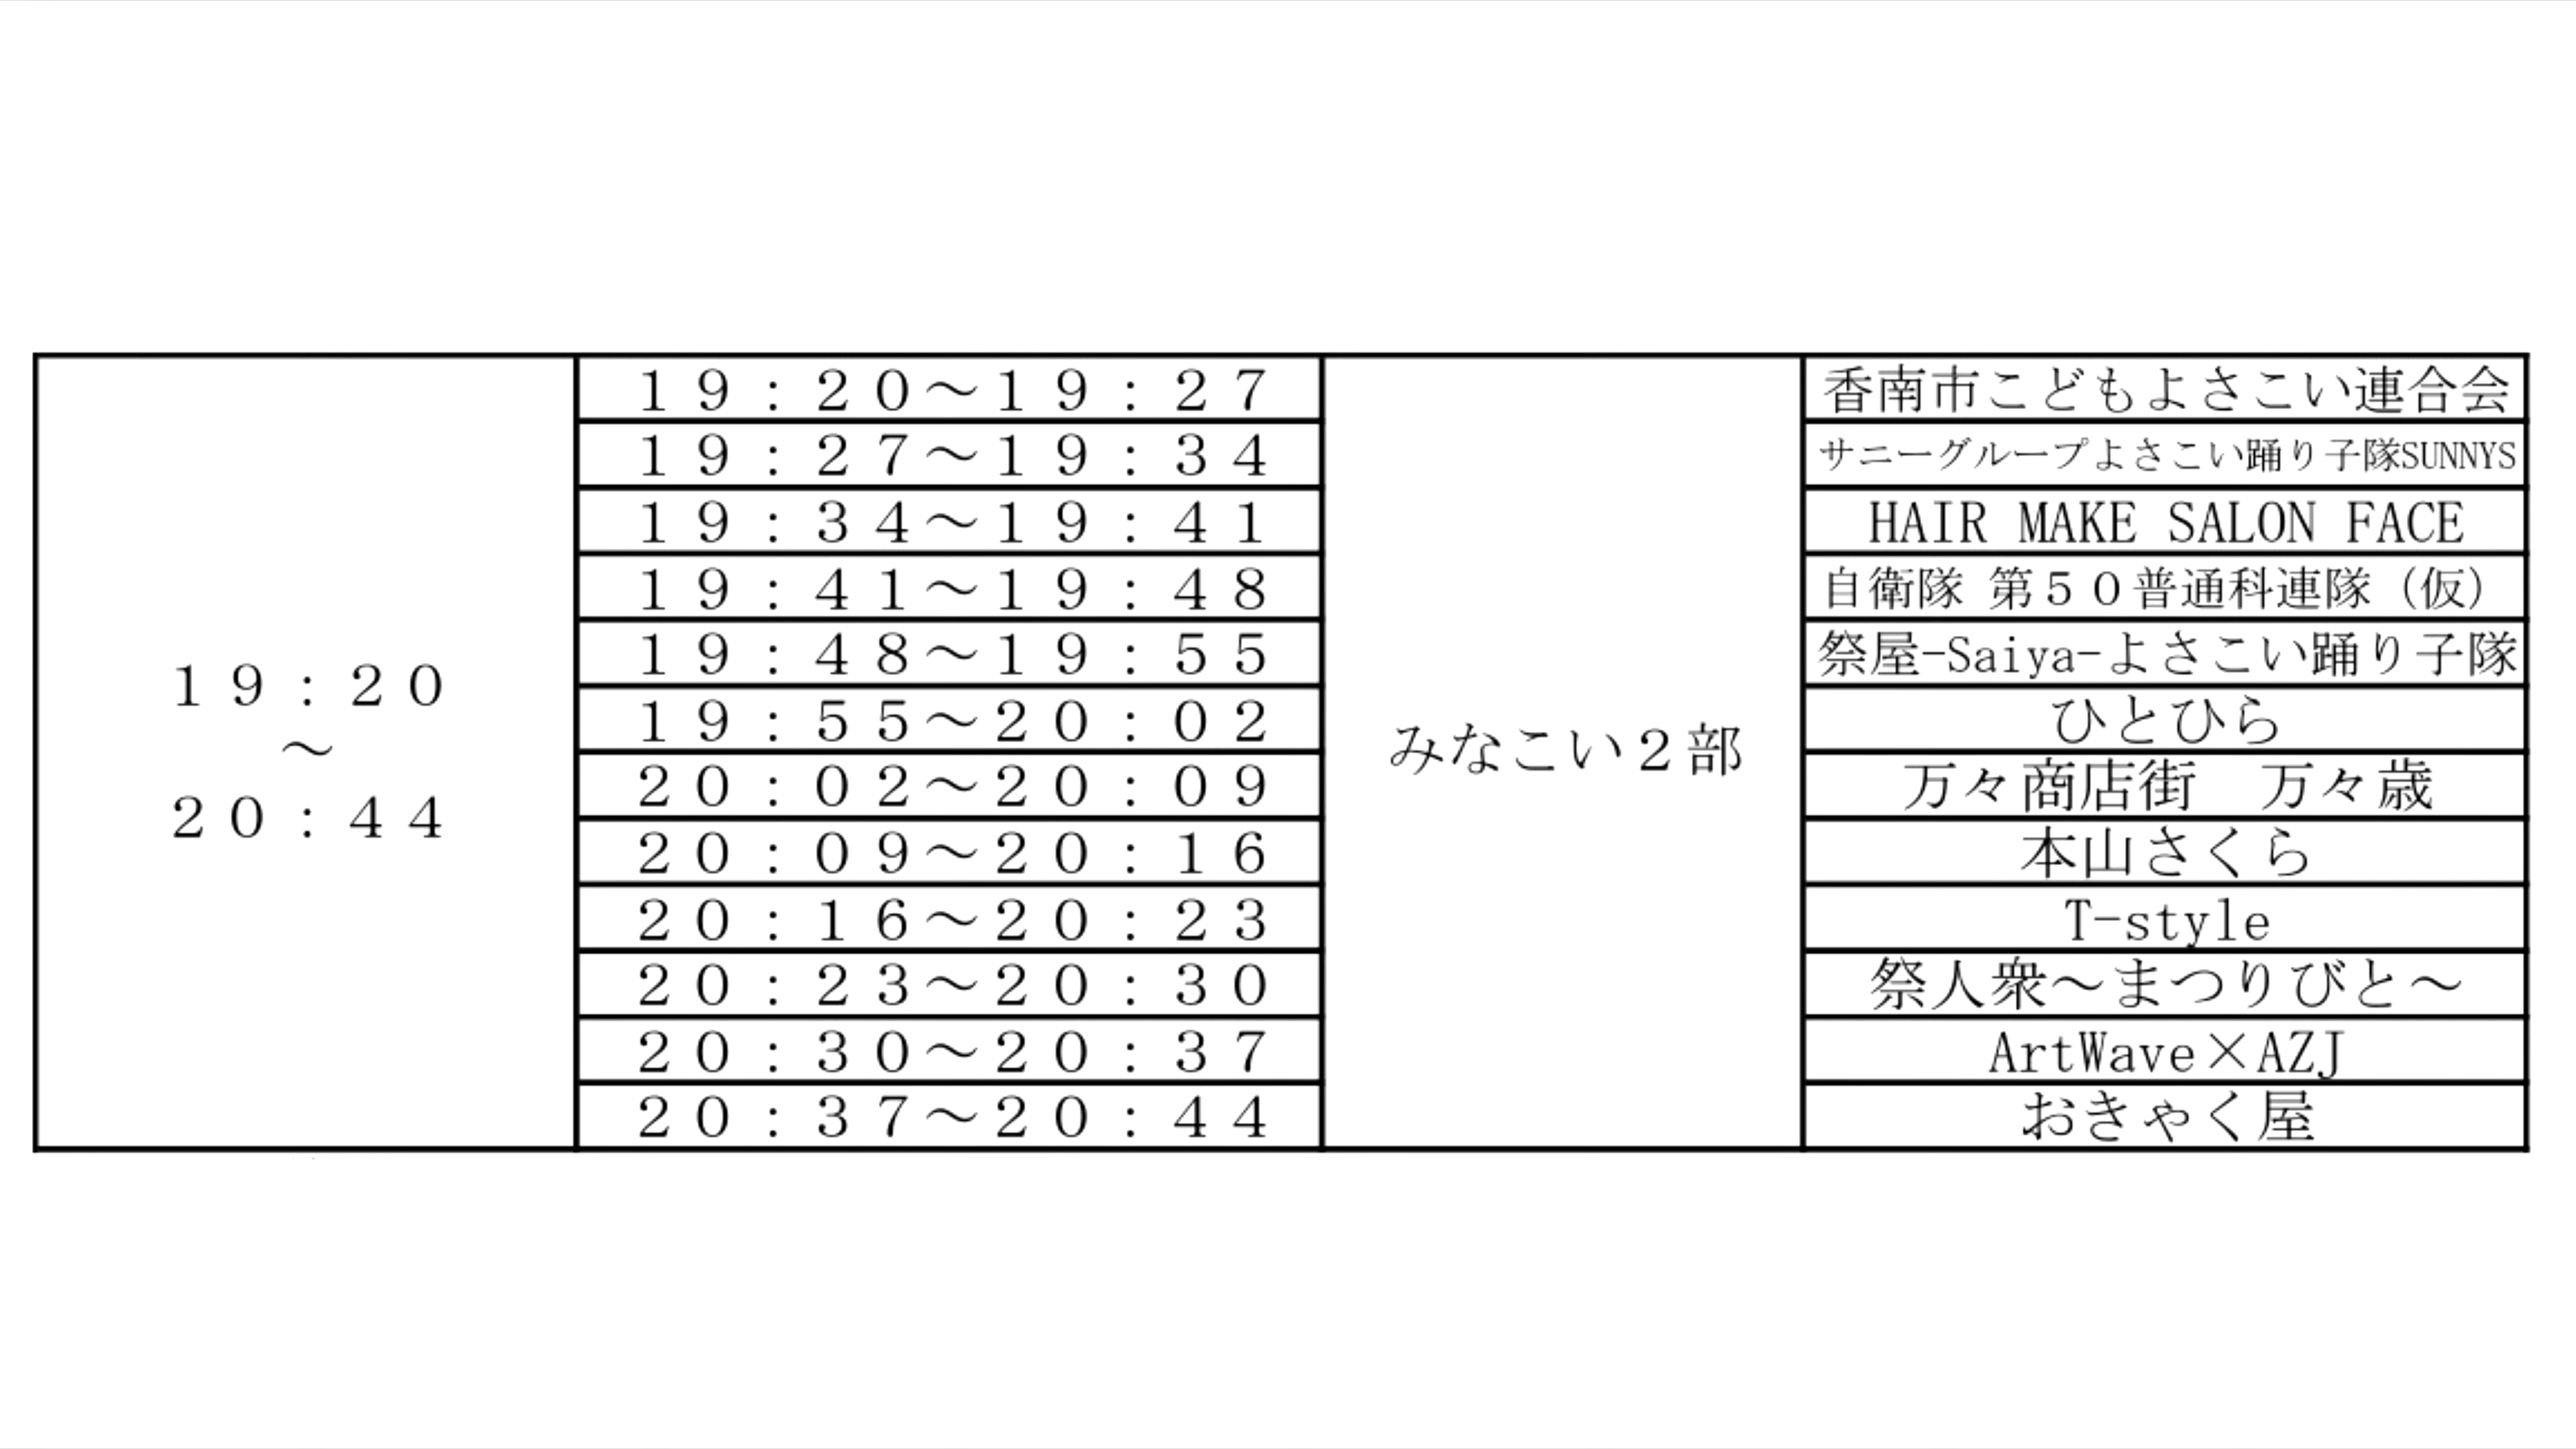 19:20
～
20:44
19:20～19:27
香南市こどもよさこい連合会
19:27～19:34
サニーグループよさこい踊り子隊SUNNYS
19:34～19:41
HAIR MAKE SALON FACE
19:41～19:48
自衛隊 第５０普通科連隊（仮）
19:48～19:55
祭屋-Saiya-よさこい踊り子隊
19:55～20:02
ひとひら
みなこい２部
20:02～20:09
万々商店街　万々歳
20:09～20:16
本山さくら
20:16～20:23
T-style
20:23～20:30
祭人衆～まつりびと～
20:30～20:37
ArtWave×AZJ
20:37～20:44
おきゃく屋